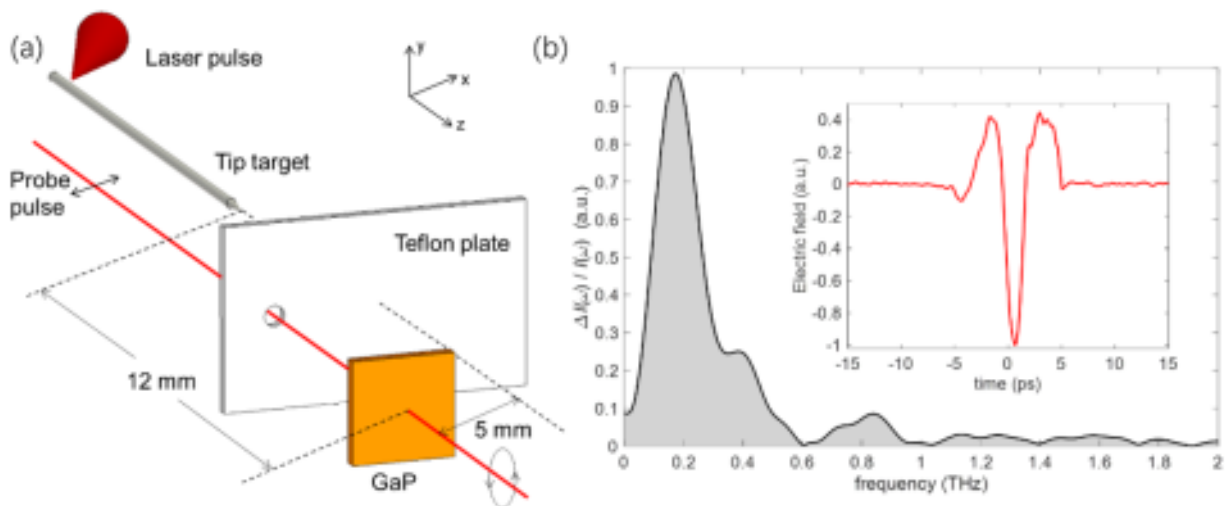 (a)
Laser pulse
y
x
z
Tip target
Probe
pulse
Teflon plate
12 mm
5 mm
GaP
(b)
ΔI(ω) / I(ω) (a.u.)
1
0.9
0.8
0.7
0.6
0.5
0.4
0.3
0.2
0.1
0
0 0.2 0.4 0.6 0.8 1 1.2 1.4 1.6 1.8 2
frequency (THz)
Electric field (a.u.)
0.4
0.2
0
-0.2
-0.4
-0.6
-0.8
-1
-15 -10 -5 0 5 10 15
time (ps)